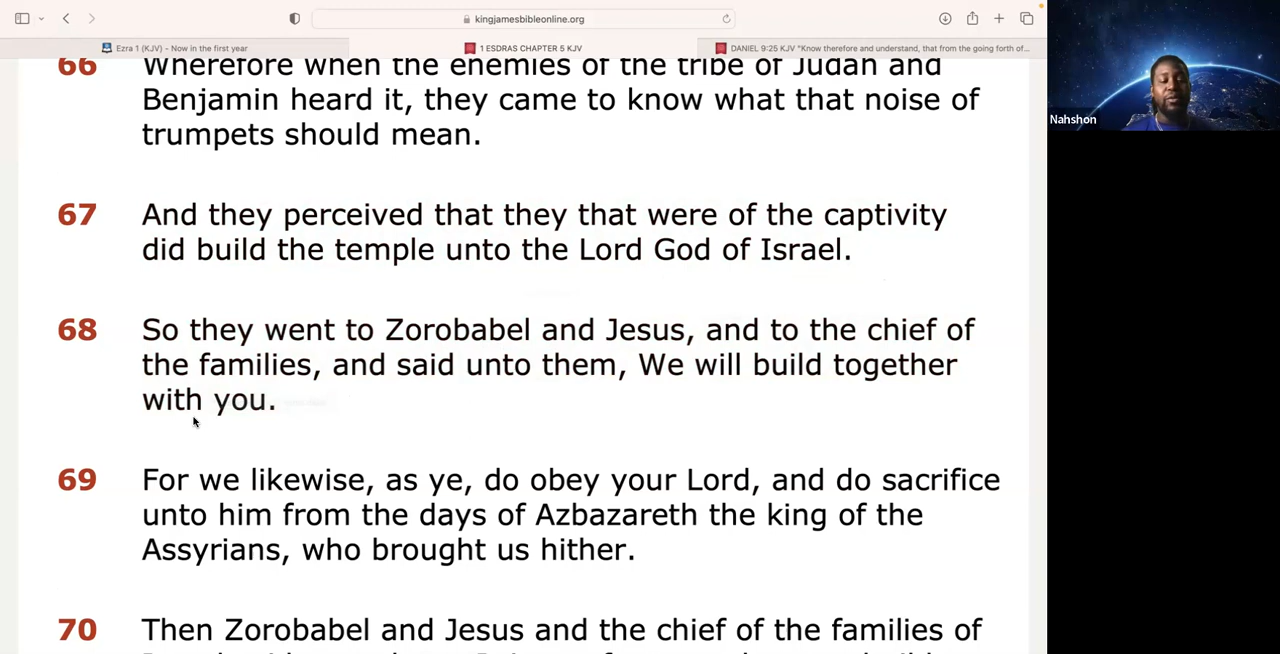 kingjamesbibleonline.org
Ezra 1 (KJV) - Now in the first year
1 ESDRAS CHAPTER 5 KJV
DANIEL 9:25 KJV "Know therefore and understand, that from the going forth of...
Nahshon
66 Wherefore when the enemies of the tribe of Judah and
Benjamin heard it, they came to know what that noise of
trumpets should mean.
67 And they perceived that they that were of the captivity
did build the temple unto the Lord God of Israel.
68 So they went to Zorobabel and Jesus, and to the chief of
the families, and said unto them, We will build together
with you.
69 For we likewise, as ye, do obey your Lord, and do sacrifice
unto him from the days of Azbazareth the king of the
Assyrians, who brought us hither.
70 Then Zorobabel and Jesus and the chief of the families of